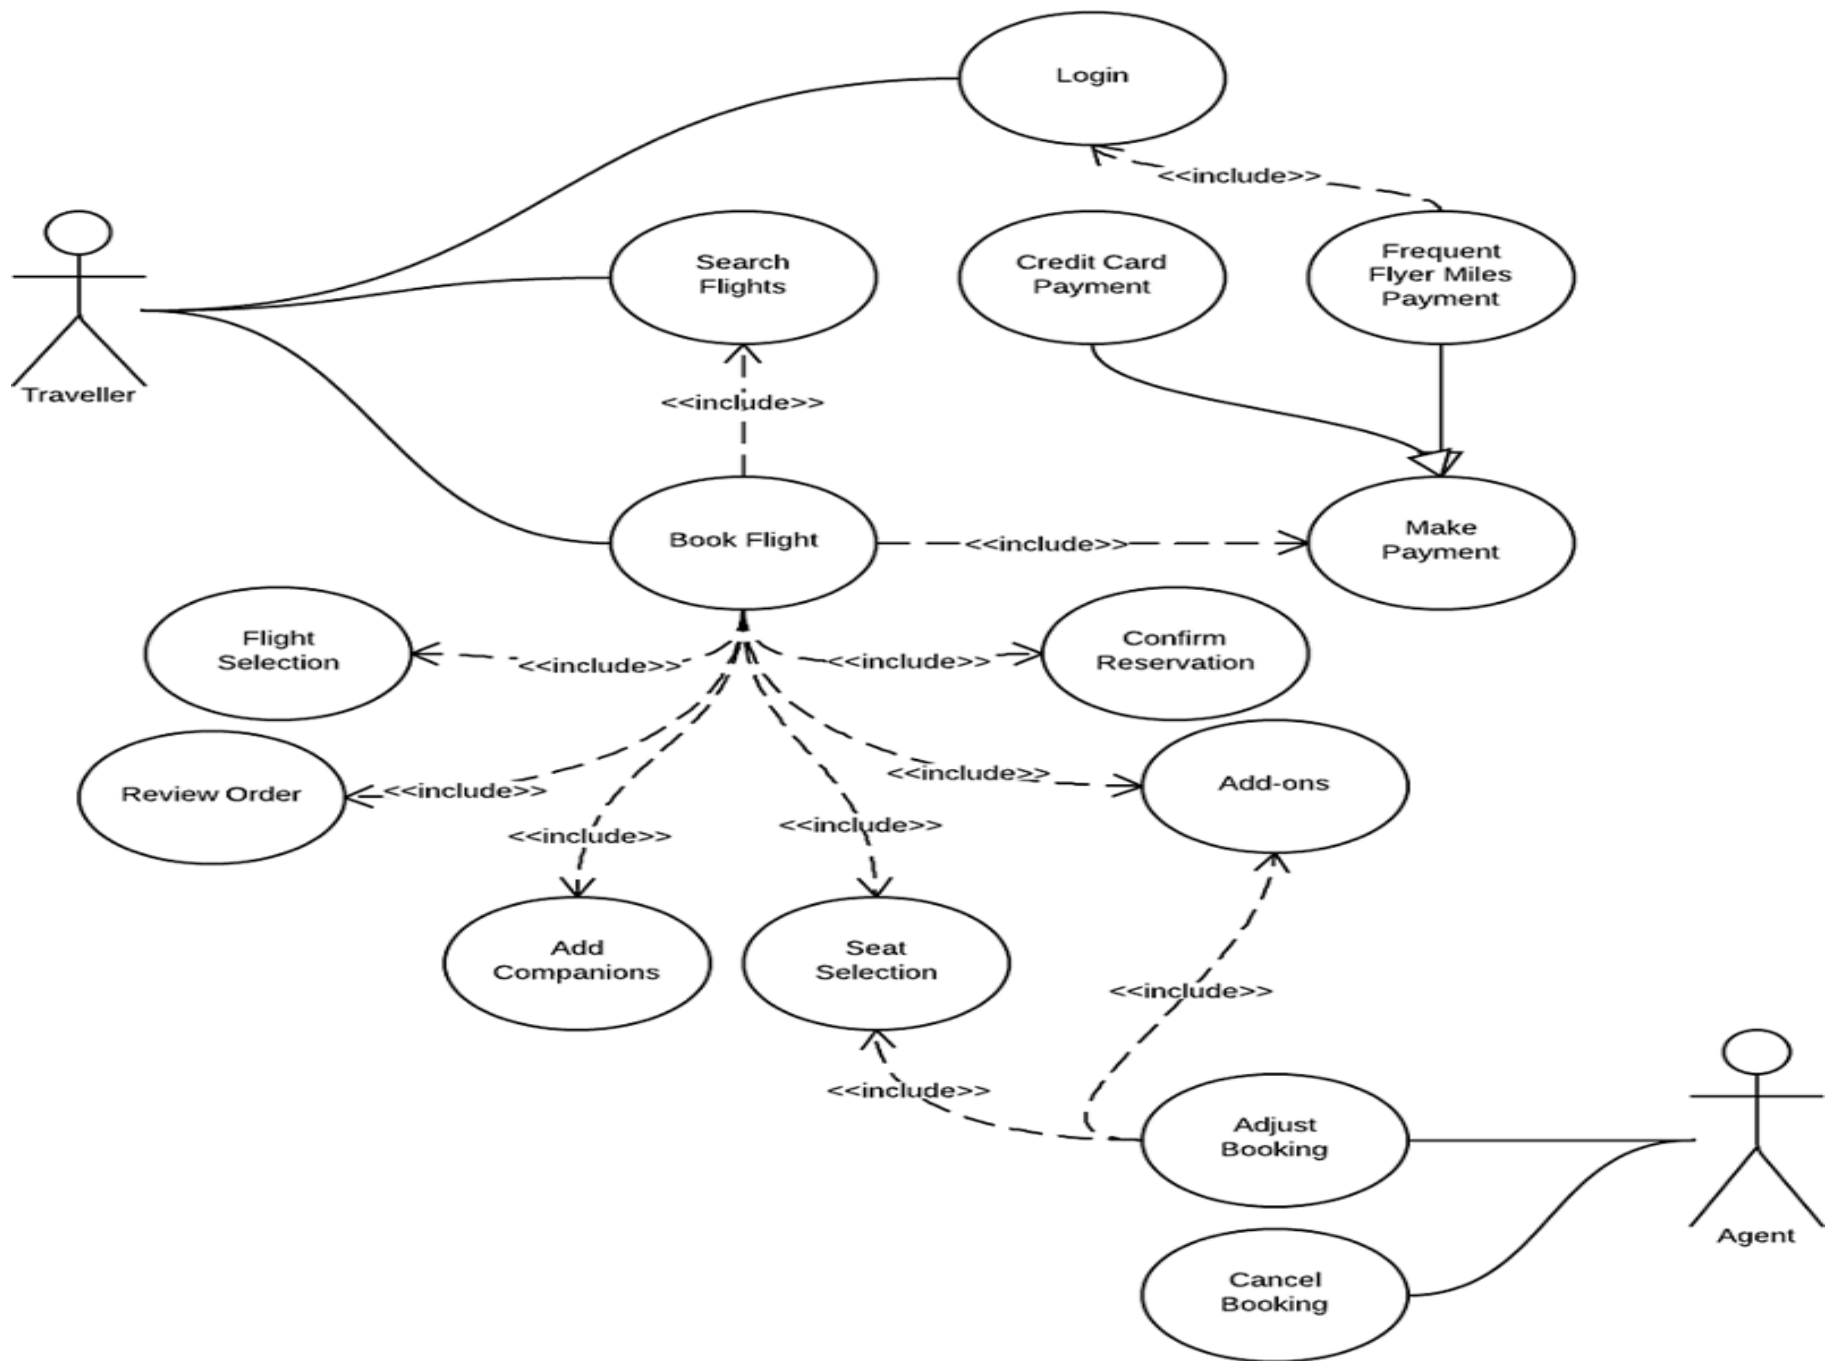 Login
<<include>>
Search
Flights
Credit Card
Payment
Frequent
Flyer Miles
Payment
Traveller
<<include>>
Book Flight
<<include>>
Make
Payment
Flight
Selection
<<include>>
<<include>>
Confirm
Reservation
Review Order
<<include>>
<<include>>
Add-ons
<<include>>
<<include>>
Add
Companions
Seat
Selection
<<include>>
<<include>>
Adjust
Booking
Agent
Cancel
Booking